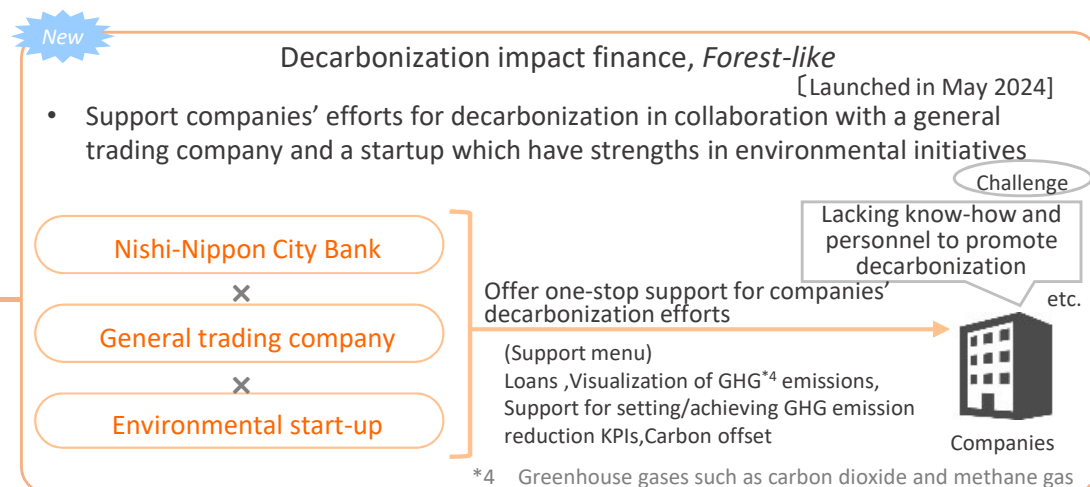 New
Decarbonization impact finance, Forest-like
〔Launched in May 2024]
• Support companies' efforts for decarbonization in collaboration with a general
trading company and a startup which have strengths in environmental initiatives
Challenge
Lacking know-how and
personnel to promote
decarbonization
etc.
Nishi-Nippon City Bank
×
General trading company
×
Environmental start-up
Offer one-stop support for companies'
decarbonization efforts
(Support menu)
Loans ,Visualization of GHG*4 emissions,
Support for setting/achieving GHG emission
reduction KPIs,Carbon offset
Companies
*4 Greenhouse gases such as carbon dioxide and methane gas